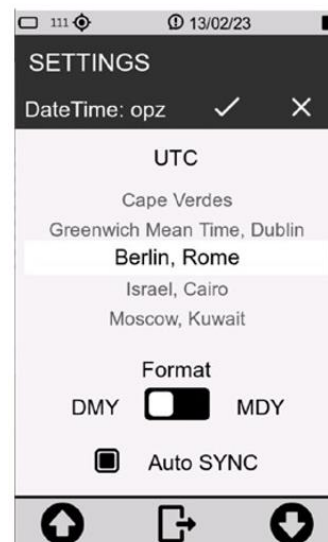 111 13/02/23
SETTINGS
DateTime: opz
UTC
Cape Verdes
Greenwich Mean Time, Dublin
Berlin, Rome
Israel, Cairo
Moscow, Kuwait
Format
DMY MDY
Auto SYNC